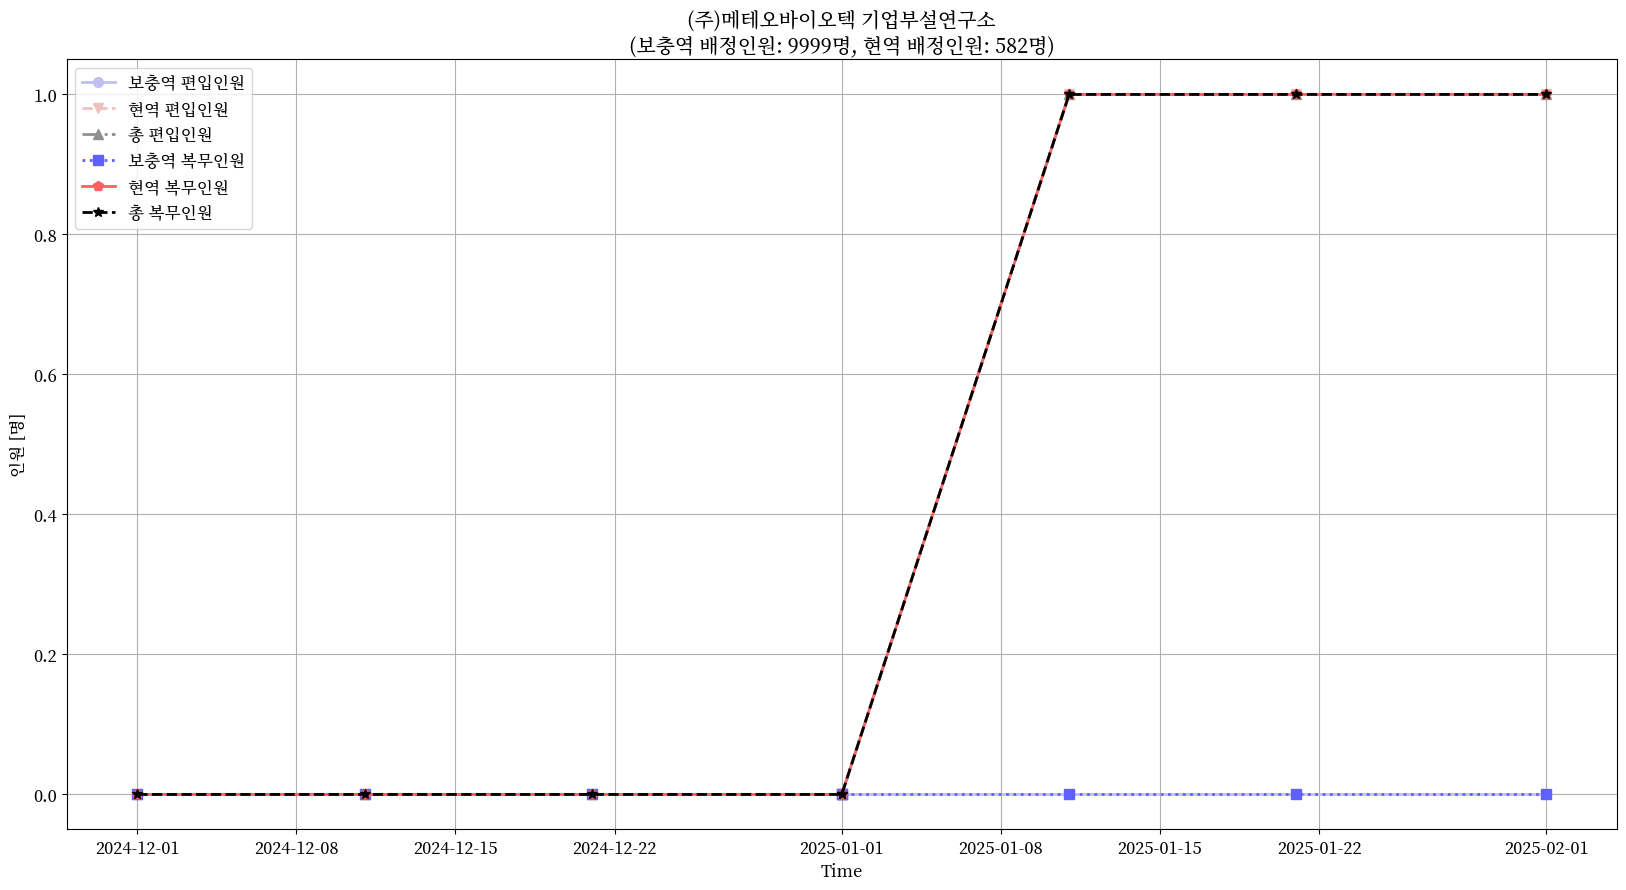 (주)메테오바이오텍 기업부설연구소
(보충역 배정인원: 9999명, 현역 배정인원: 582명)
보충역 편입인원
현역 편입인원
총 편입인원
보충역 복무인원
현역 복무인원
총 복무인원
인원 [명]
1.0
0.8
0.6
0.4
0.2
0.0
2024-12-01 2024-12-08 2024-12-15 2024-12-22 2025-01-01 2025-01-08 2025-01-15 2025-01-22 2025-02-01
Time